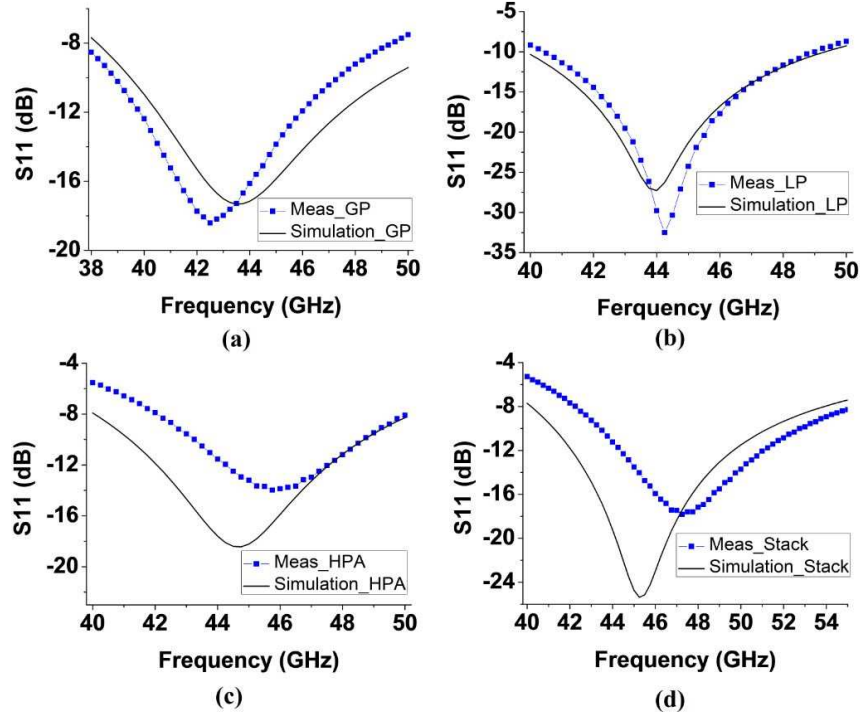 -8
-12
-16
-20
S11 (dB)
Meas_GP
Simulation_GP
38 40 42 44 46 48 50
Frequency (GHz)
(a)
-5
-10
-15
-20
-25
-30
-35
S11 (dB)
Meas_LP
Simulation_LP
40 42 44 46 48 50
Ferquency (GHz)
(b)
-4
-8
-12
-16
-20
S11 (dB)
Meas_HPA
Simulation_HPA
40 42 44 46 48 50
Frequency (GHz)
(c)
-4
-8
-12
-16
-20
-24
S11 (dB)
Meas_Stack
Simulation_Stack
40 42 44 46 48 50 52 54
Frequency (GHz)
(d)